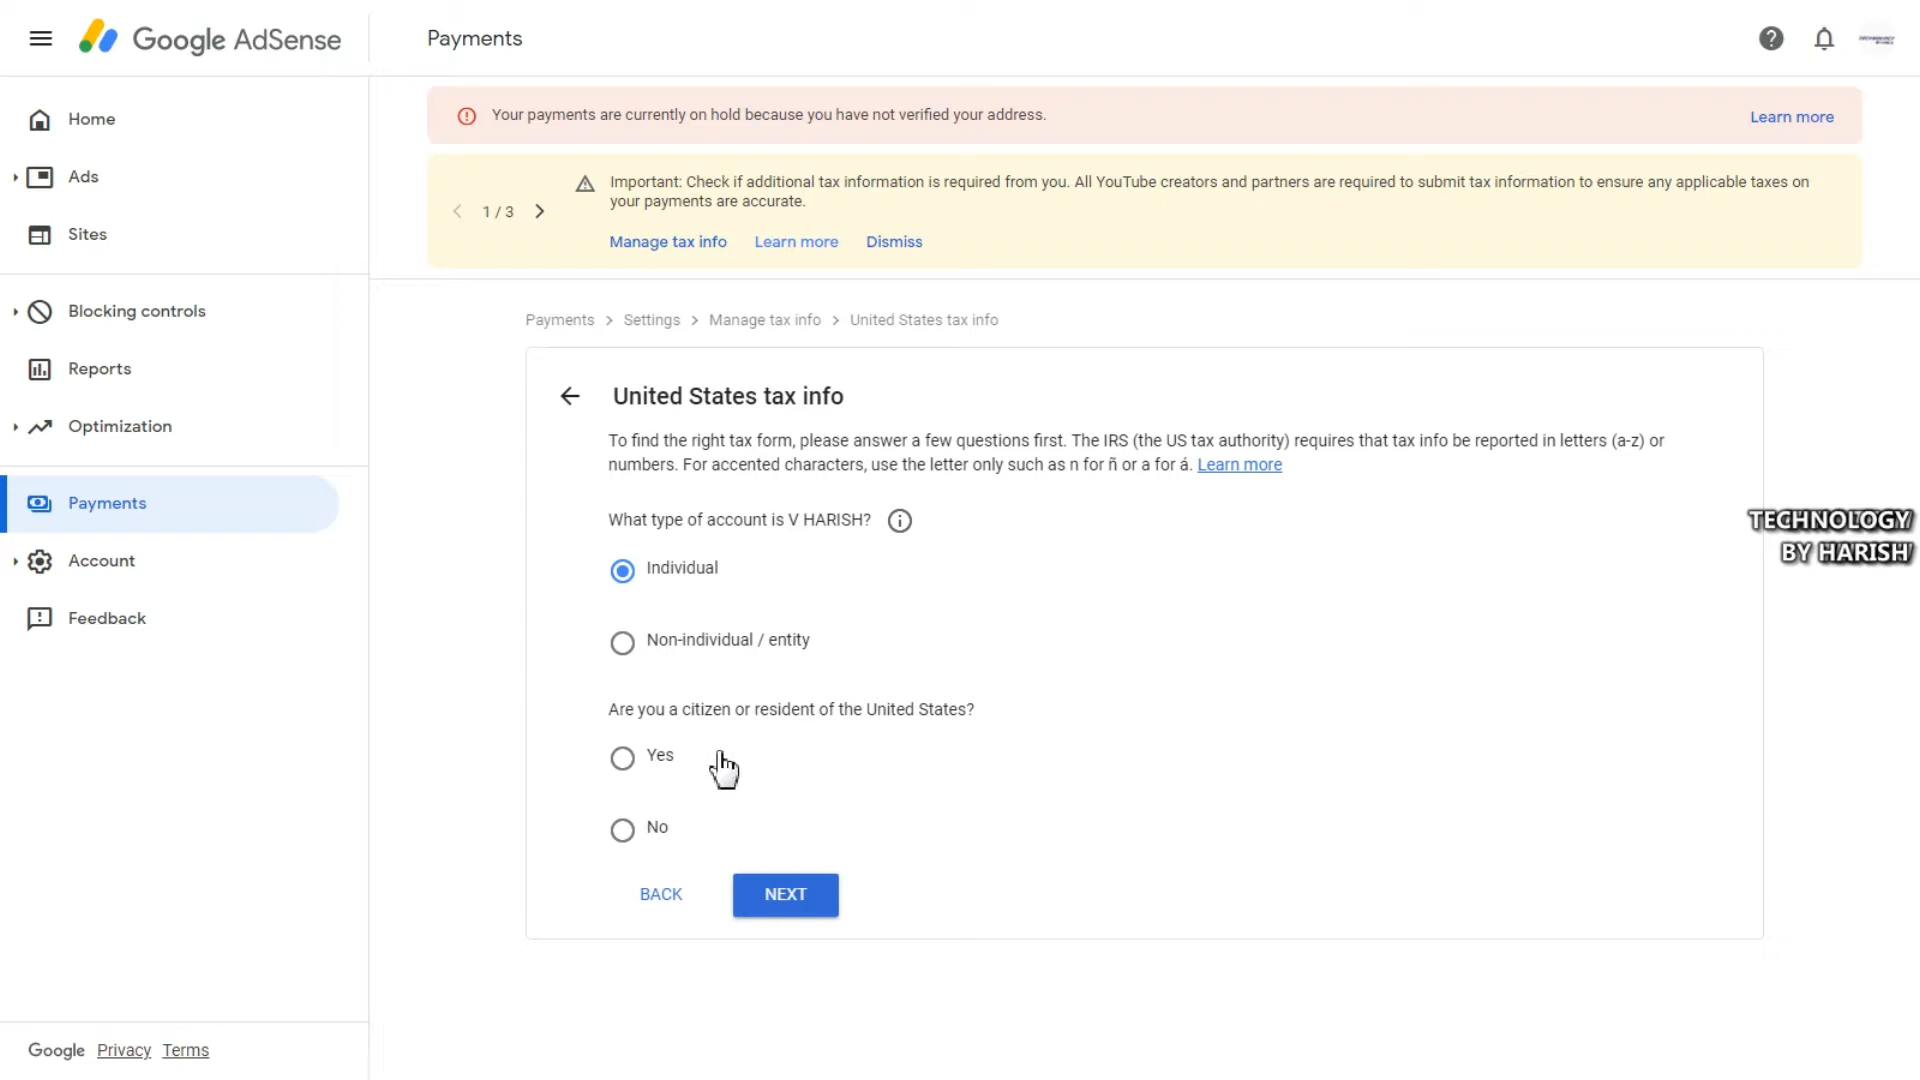 Google AdSense
Payments
Home
Ads
Sites
Blocking controls
Reports
Optimization
Payments
Account
Feedback
Google Privacy Terms
Your payments are currently on hold because you have not verified your address.
Learn more
1 / 3
Important: Check if additional tax information is required from you. All YouTube creators and partners are required to submit tax information to ensure any applicable taxes on
your payments are accurate.
Manage tax info Learn more Dismiss
Payments > Settings > Manage tax info > United States tax info
United States tax info
To find the right tax form, please answer a few questions first. The IRS (the US tax authority) requires that tax info be reported in letters (a-z) or
numbers. For accented characters, use the letter only such as n for ñ or a for á. Learn more
What type of account is V HARISH?
Individual
Non-individual / entity
Are you a citizen or resident of the United States?
Yes
No
BACK NEXT
TECHNOLOGY
BY HARISH